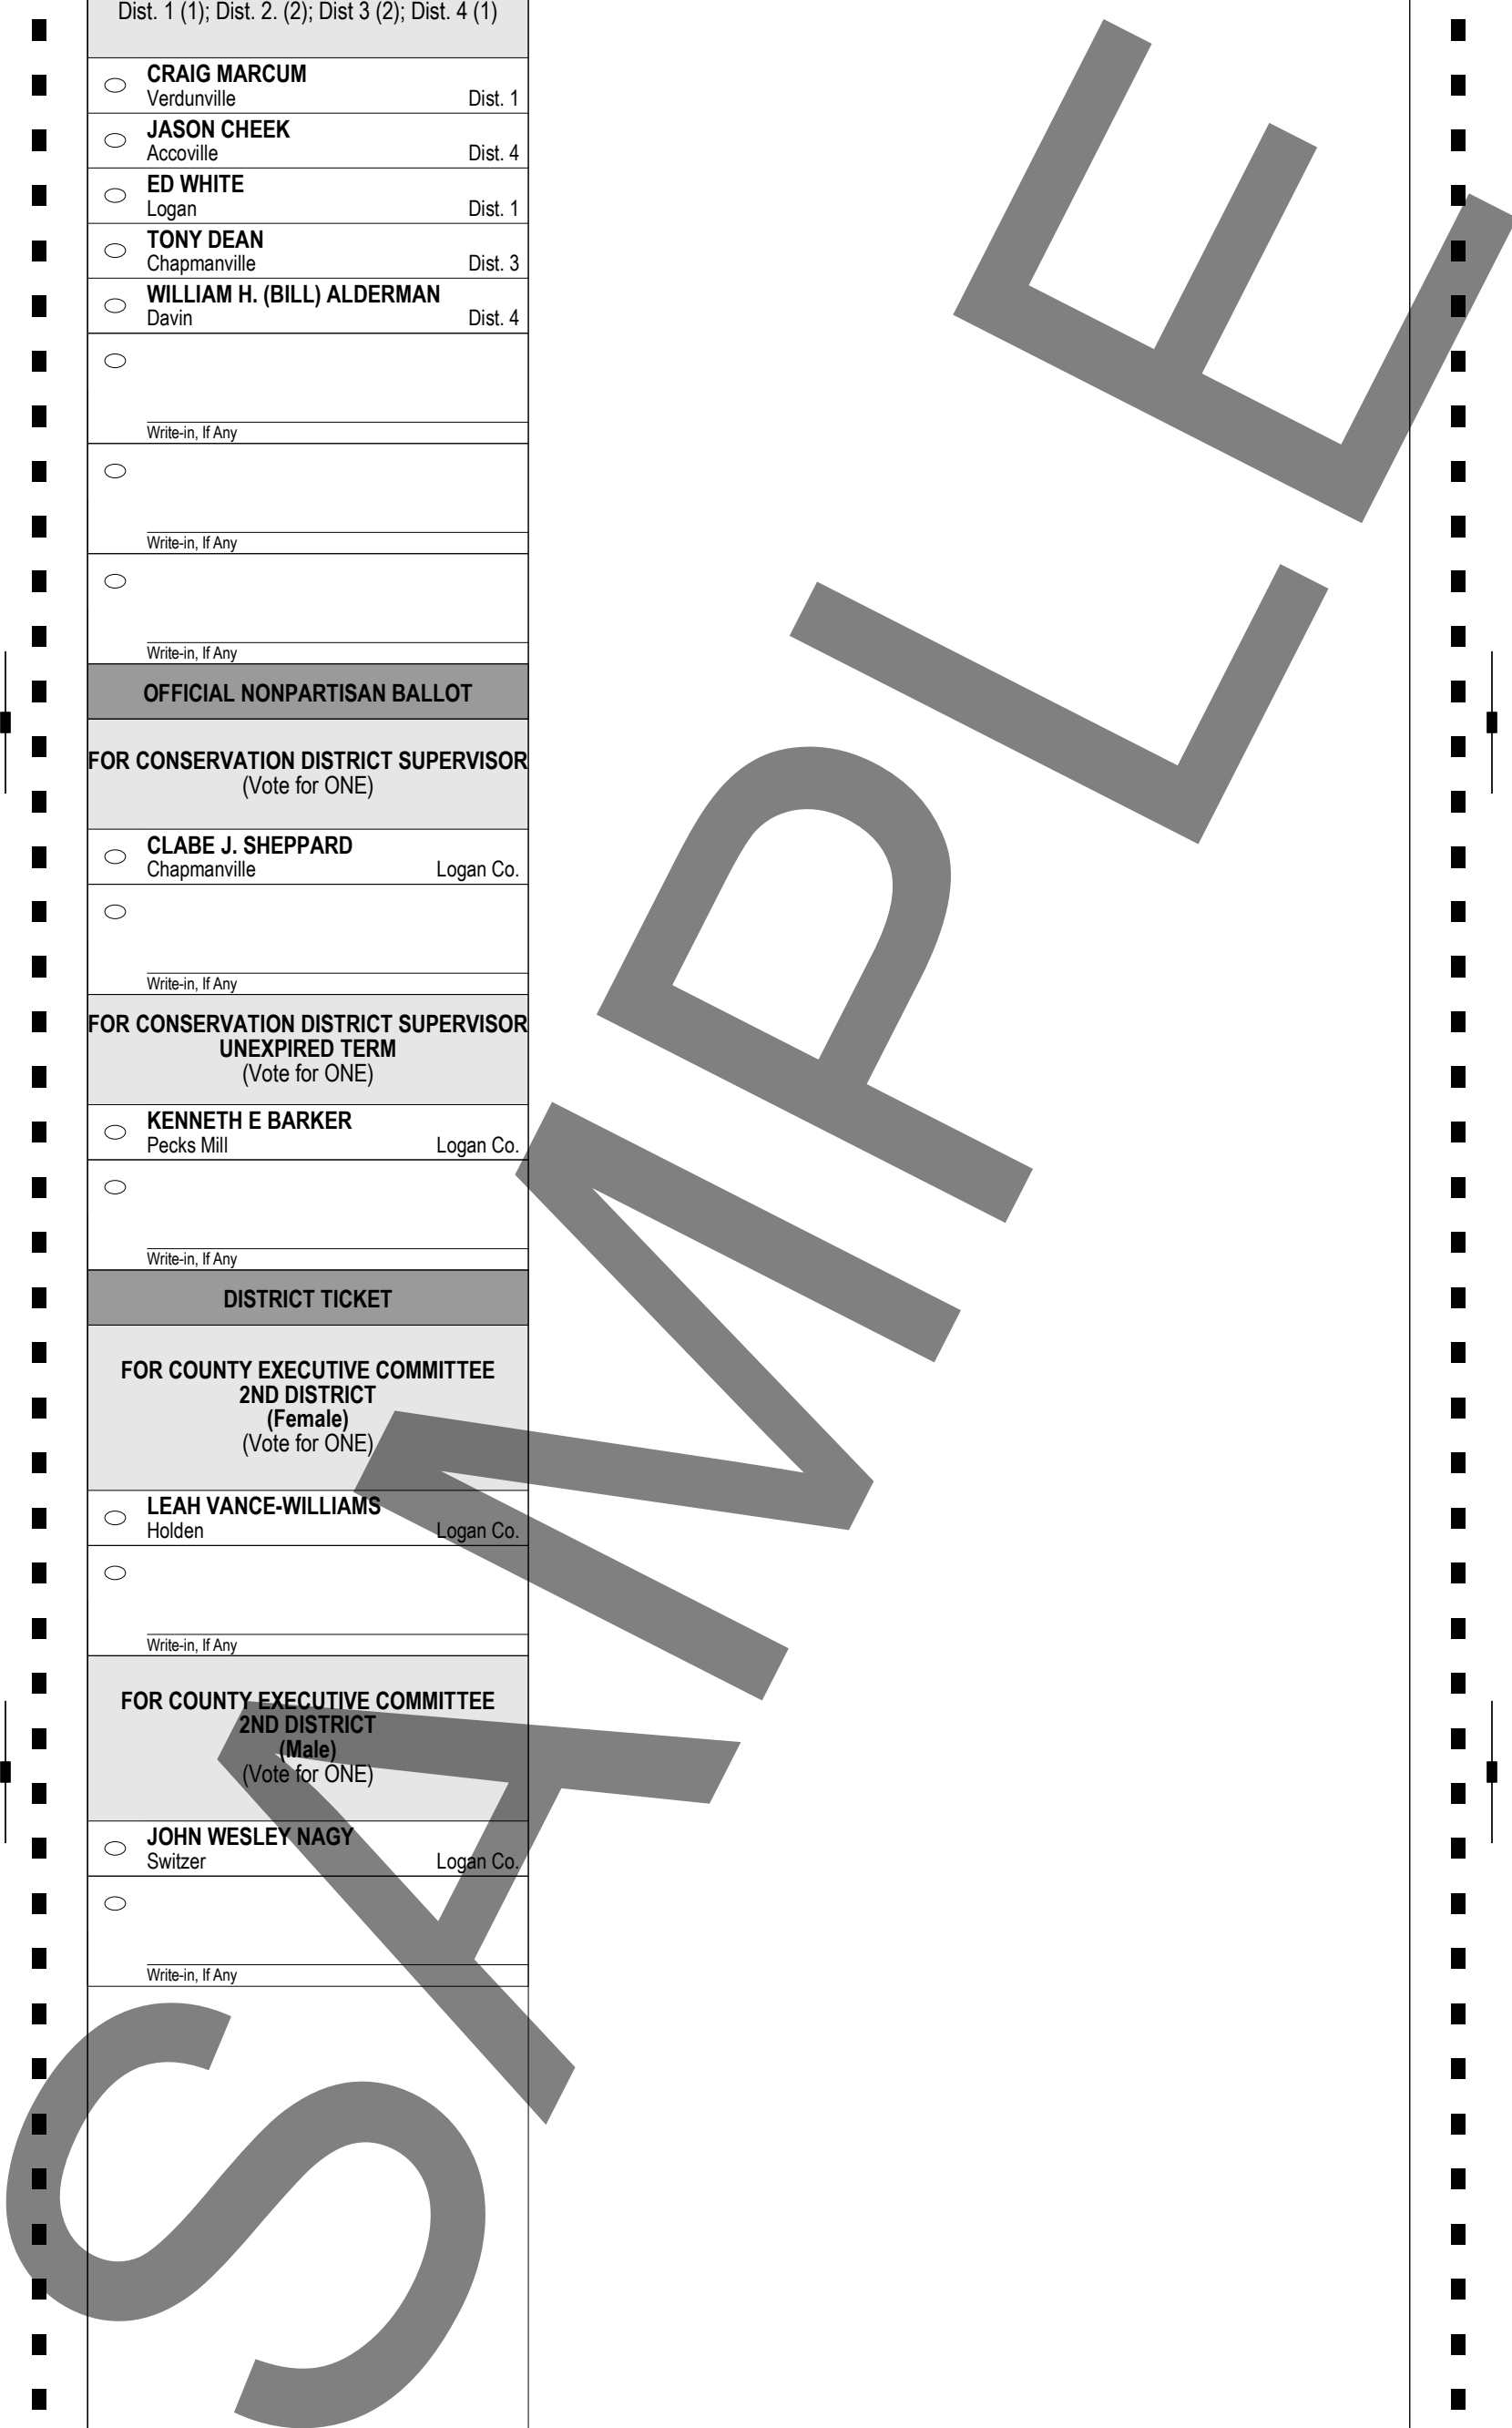 Dist. 1 (1); Dist. 2. (2); Dist 3 (2); Dist. 4 (1)
CRAIG MARCUM
Verdunville Dist. 1
JASON CHEEK
Accoville Dist. 4
ED WHITE
Logan Dist. 1
TONY DEAN
Chapmanville Dist. 3
WILLIAM H. (BILL) ALDERMAN
Davin Dist. 4
Write-in, If Any
Write-in, If Any
Write-in, If Any
OFFICIAL NONPARTISAN BALLOT
FOR CONSERVATION DISTRICT SUPERVISOR
(Vote for ONE)
CLABE J. SHEPPARD
Chapmanville Logan Co.
Write-in, If Any
FOR CONSERVATION DISTRICT SUPERVISOR
UNEXPIRED TERM
(Vote for ONE)
KENNETH E BARKER
Pecks Mill Logan Co.
Write-in, If Any
DISTRICT TICKET
FOR COUNTY EXECUTIVE COMMITTEE
2ND DISTRICT
(Female)
(Vote for ONE)
LEAH VANCE-WILLIAMS
Holden Logan Co.
Write-in, If Any
FOR COUNTY EXECUTIVE COMMITTEE
2ND DISTRICT
(Male)
(Vote for ONE)
JOHN WESLEY NAGY
Switzer Logan Co.
Write-in, If Any
SAMPLE